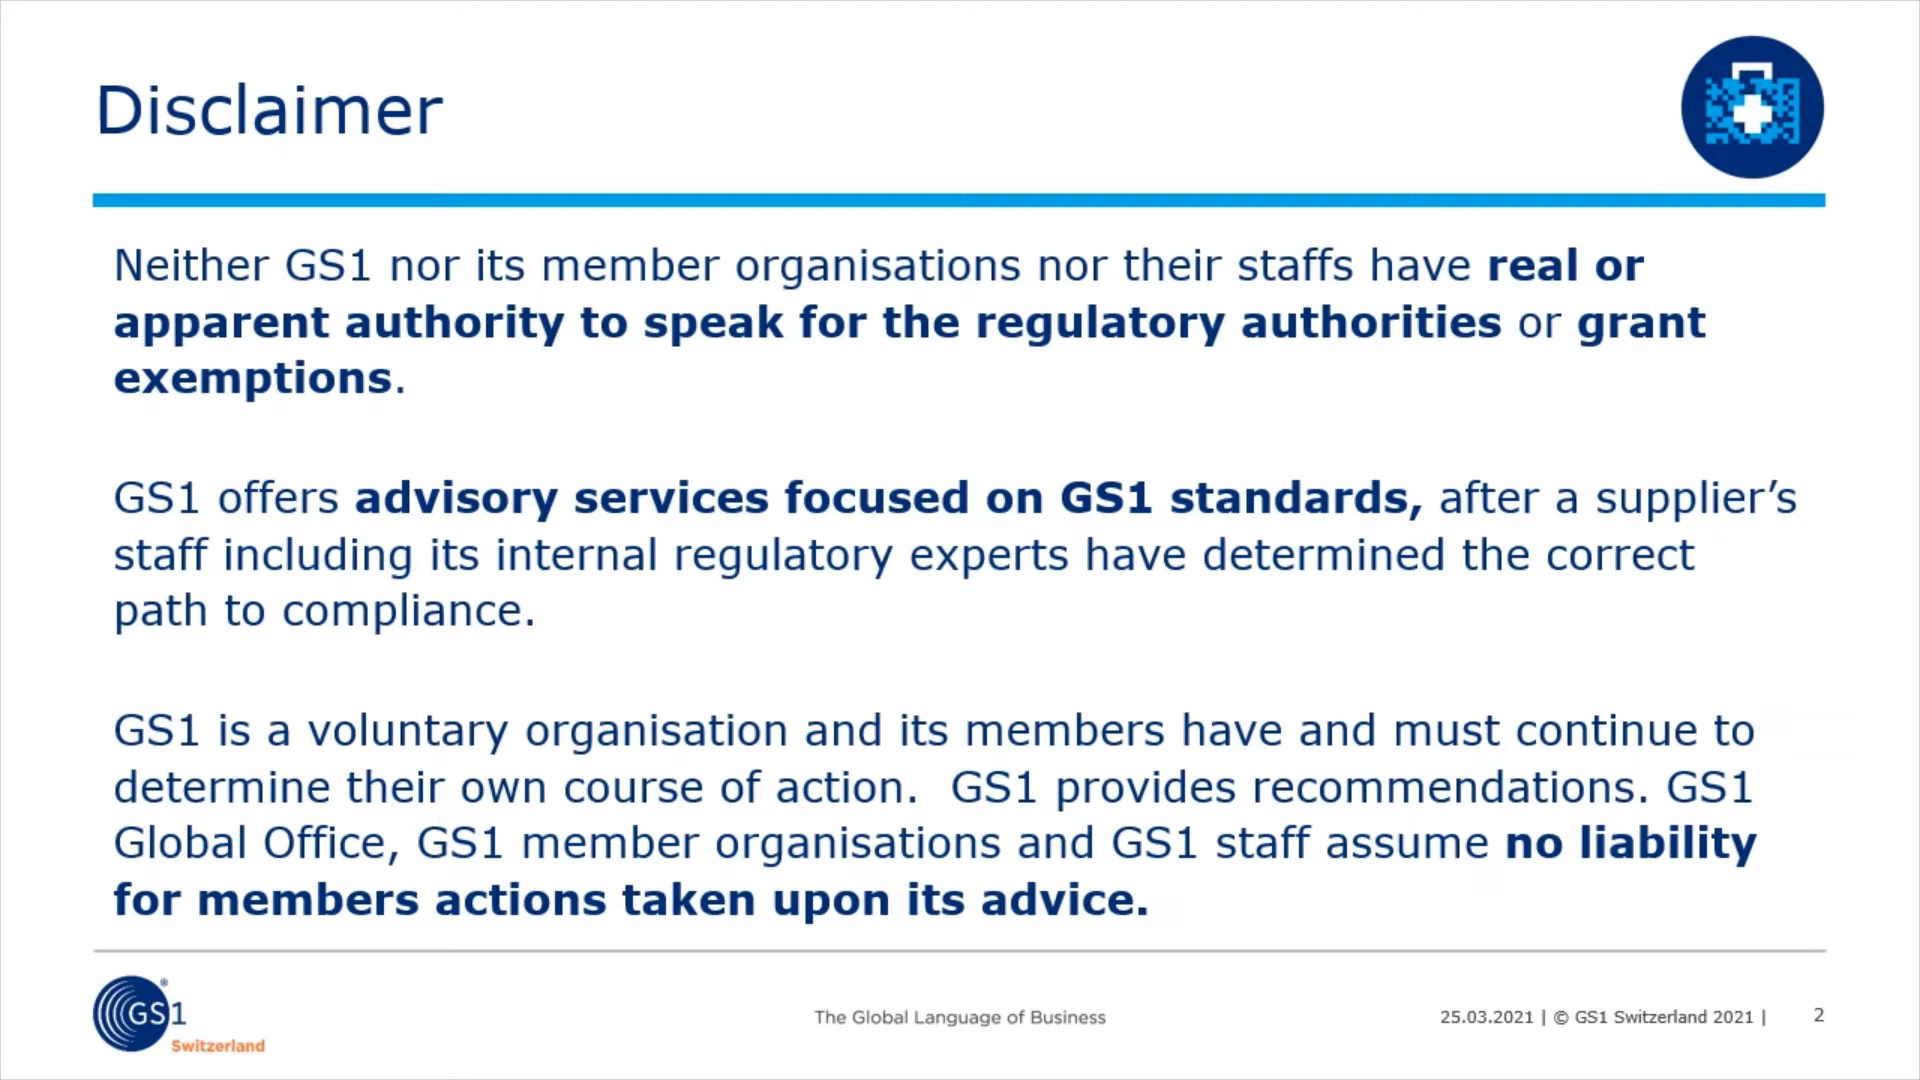 Disclaimer
Neither GS1 nor its member organisations nor their staffs have real or
apparent authority to speak for the regulatory authorities or grant
exemptions.
GS1 offers advisory services focused on GS1 standards, after a supplier’s
staff including its internal regulatory experts have determined the correct
path to compliance.
GS1 is a voluntary organisation and its members have and must continue to
determine their own course of action.  GS1 provides recommendations. GS1
Global Office, GS1 member organisations and GS1 staff assume no liability
for members actions taken upon its advice.
GS1®
Switzerland
The Global Language of Business
25.03.2021 | © GS1 Switzerland 2021 | 2